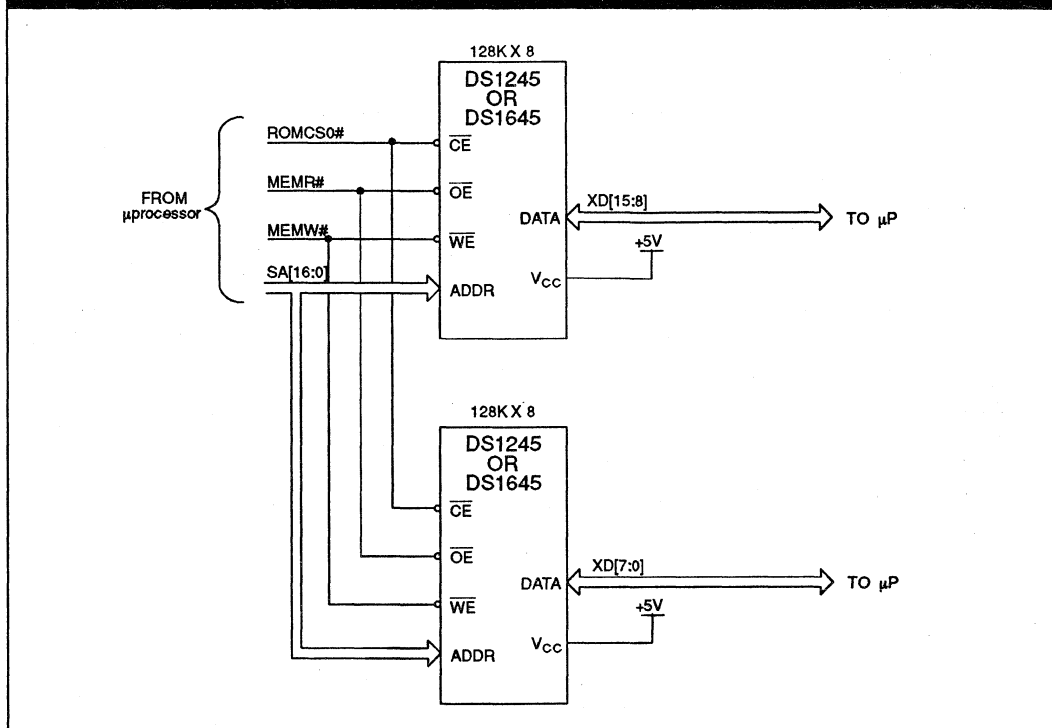 128K X 8
DS1245
OR
DS1645
ROMCS0#
CE
MEMR#
OE
FROM
µprocessor
XD[15:8]
DATA
TO µP
MEMW#
WE
+5V
SA[16:0]
VCC
ADDR
128K X 8
DS1245
OR
DS1645
CE
OE
XD[7:0]
DATA
TO µP
WE
+5V
VCC
ADDR